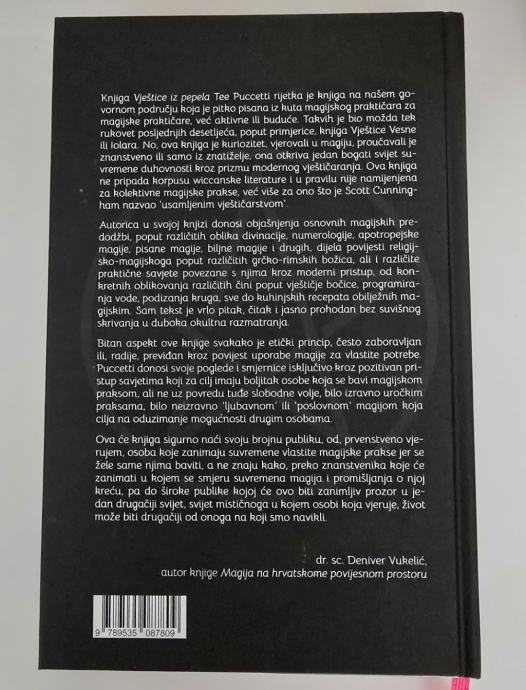 Knjiga Vještice iz pepela Tee Puccetti rijetka je knjiga na našem go-
vornom području koja je pitko pisana iz kuta magijskog praktičara za
magijske praktičare, već aktivne ili buduće. Takvih je bio možda tek
rukovet posljednjih desetljeća, poput primjerice, knjiga Vještice Vesne
ili Iolara. No, ova knjiga je kuriozitet, vjerovali u magiju, proučavali je
znanstveno ili samo iz znatiželje, ona otkriva jedan bogati svijet su-
vremene duhovnosti kroz prizmu modernog vještičaranja. Ova knjiga
ne pripada korpusu wiccanske literature i u pravilu nije namijenjena
za kolektivne magijske prakse, već više za ono što je Scott Cunning-
ham nazvao 'usamljenim vještičarstvom'.
Autorica u svojoj knjizi donosi objašnjenja osnovnih magijskih pre-
dodžbi, poput različitih oblika divinacije, numerologije, apotropejske
magije, pisane magije, biljne magije i drugih, dijela povijesti religij-
sko-magijskoga poput različitih grčko-rimskih božica, ali i različite
praktične savjete povezane s njima kroz moderni pristup, od kon-
kretnih oblikovanja različitih čini poput vještičje bočice, programira-
nja vode, podizanja kruga, sve do kuhinjskih recepata obilježnih ma-
gijskim. Sam tekst je vrlo pitak, čitak i jasno prohodan bez suvišnog
skrivanja u duboka okultna razmatranja.
Bitan aspekt ove knjige svakako je etički princip, često zaboravljan
ili, radije, previđan kroz povijest uporabe magije za vlastite potrebe.
Puccetti donosi svoje poglede i smjernice isključivo kroz pozitivan pri-
stup savjetima koji za cilj imaju boljitak osobe koja se bavi magijskom
praksom, ali ne uz povredu tuđe slobodne volje, bilo izravno uročkim
praksama, bilo neizravno 'ljubavnom' ili 'poslovnom' magijom koja
cilja na oduzimanje mogućnosti drugim osobama.
Ova će knjiga sigurno naći svoju brojnu publiku, od, prvenstveno vje-
rujem, osoba koje zanimaju suvremene vlastite magijske prakse jer se
žele same njima baviti, a ne znaju kako, preko znanstvenika koje će
zanimati u kojem se smjeru suvremena magija i promišljanja o njoj
kreću, pa do široke publike kojoj će ovo biti zanimljiv prozor u je-
dan drugačiji svijet, svijet mističnoga u kojem osobi koja vjeruje, život
može biti drugačiji od onoga na koji smo navikli.
dr. sc. Deniver Vukelić,
autor knjige Magija na hrvatskome povijesnom prostoru
9 789535 087809